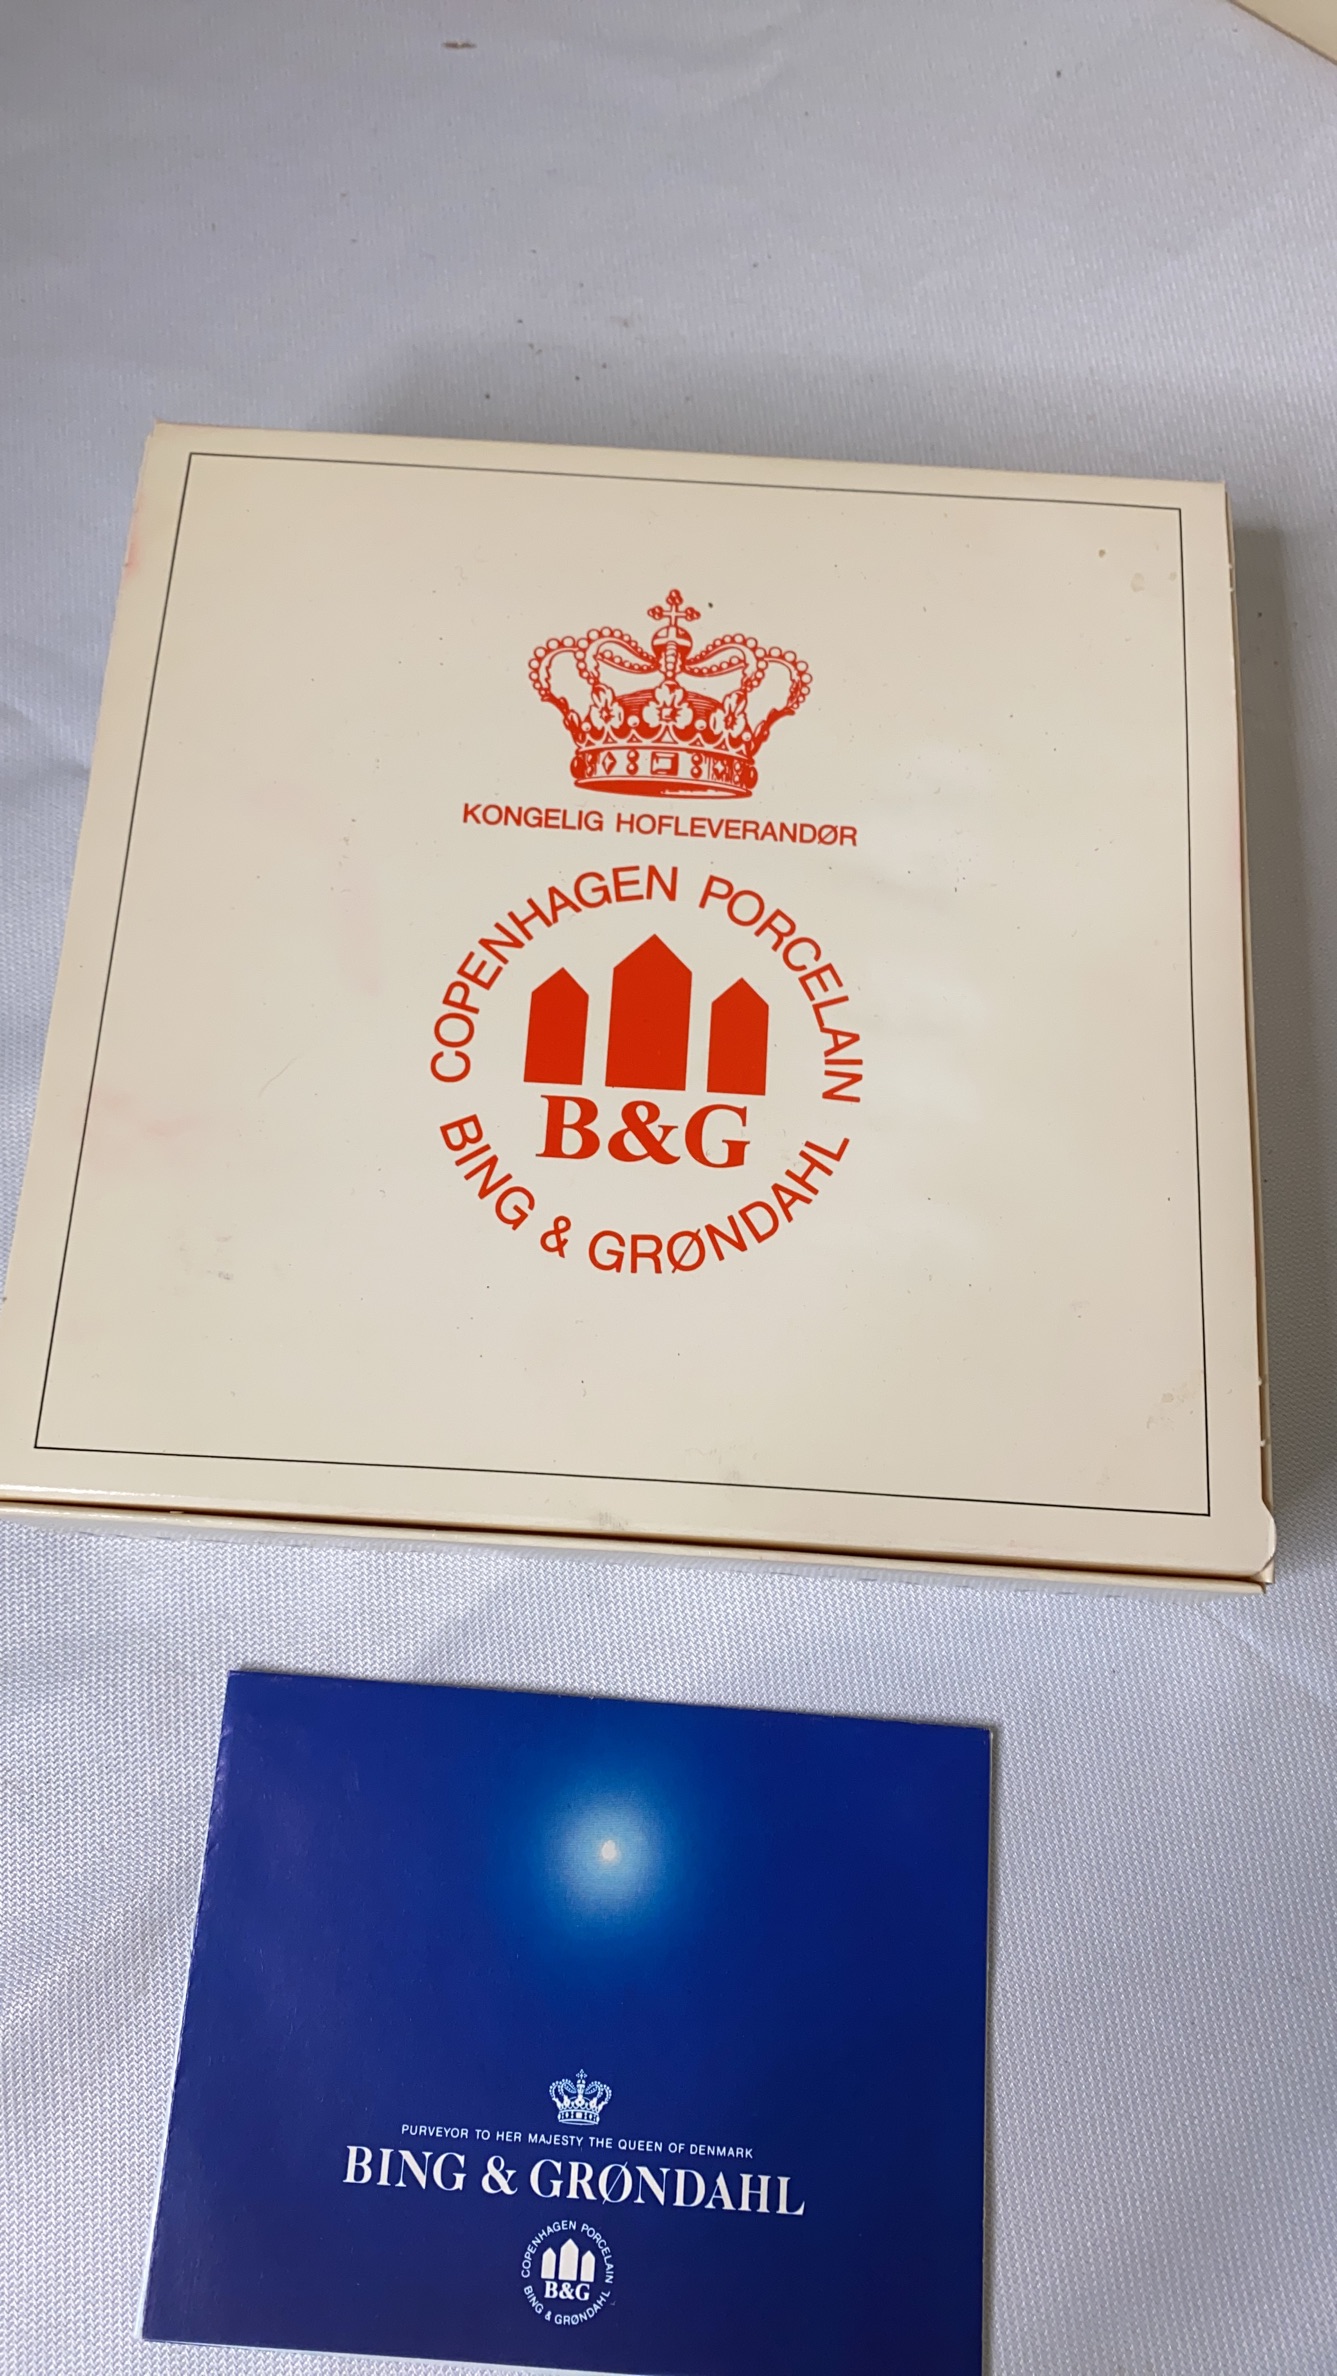 KONGELIG HOFLEVERANDØR
COPENHAGEN PORCELAIN
B&G
BING & GRØNDAHL
PURVEYOR TO HER MAJESTY THE QUEEN OF DENMARK
BING & GRØNDAHL
COPENHAGEN PORCELAIN
B&G
BING & GRØNDAHL